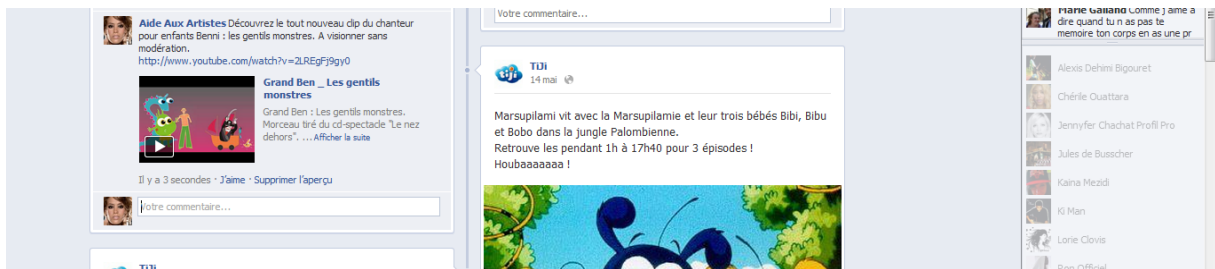 Aide Aux Artistes Découvrez le tout nouveau clip du chanteur
pour enfants Benni : les gentils monstres. A visionner sans
modération.
http://www.youtube.com/watch?v=2LREgFj9gy0
Grand Ben _ Les gentils
monstres
Grand Ben : Les gentils monstres.
Morceau tiré du cd-spectacle "Le nez
dehors". ... Afficher la suite
Il y a 3 secondes · J'aime · Supprimer l'aperçu
Votre commentaire...
TiJi
Votre commentaire...
tiji
TiJi
14 mai
Marsupilami vit avec la Marsupilamie et leur trois bébés Bibi, Bibu
et Bobo dans la jungle Palombienne.
Retrouve les pendant 1h à 17h40 pour 3 épisodes !
Houbaaaaaaa !
Marie Galland Comme j aime a
dire quand tu n as pas te
memoire ton corps en as une pr
Alexis Dehimi Bigouret
Chérile Ouattara
Jennyfer Chachat Profil Pro
Jules de Busscher
Kaina Mezidi
Ki Man
Lorie Clovis